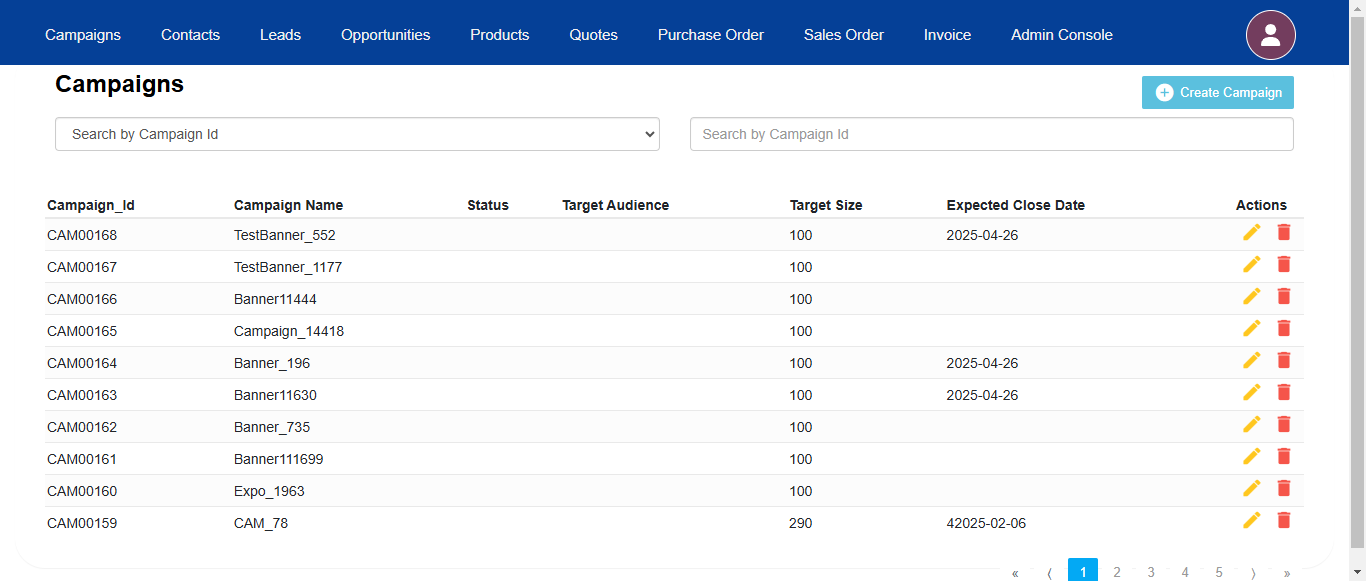 Campaigns Contacts Leads Opportunities Products Quotes Purchase Order Sales Order Invoice Admin Console
Campaigns
Create Campaign
Search by Campaign Id Search by Campaign Id
Campaign_Id Campaign Name Status Target Audience Target Size Expected Close Date Actions
CAM00168 TestBanner_552 100 2025-04-26
CAM00167 TestBanner_1177 100
CAM00166 Banner11444 100
CAM00165 Campaign_14418 100
CAM00164 Banner_196 100 2025-04-26
CAM00163 Banner11630 100 2025-04-26
CAM00162 Banner_735 100
CAM00161 Banner111699 100
CAM00160 Expo_1963 100
CAM00159 CAM_78 290 42025-02-06
« ⟨ 1 2 3 4 5 ⟩ »